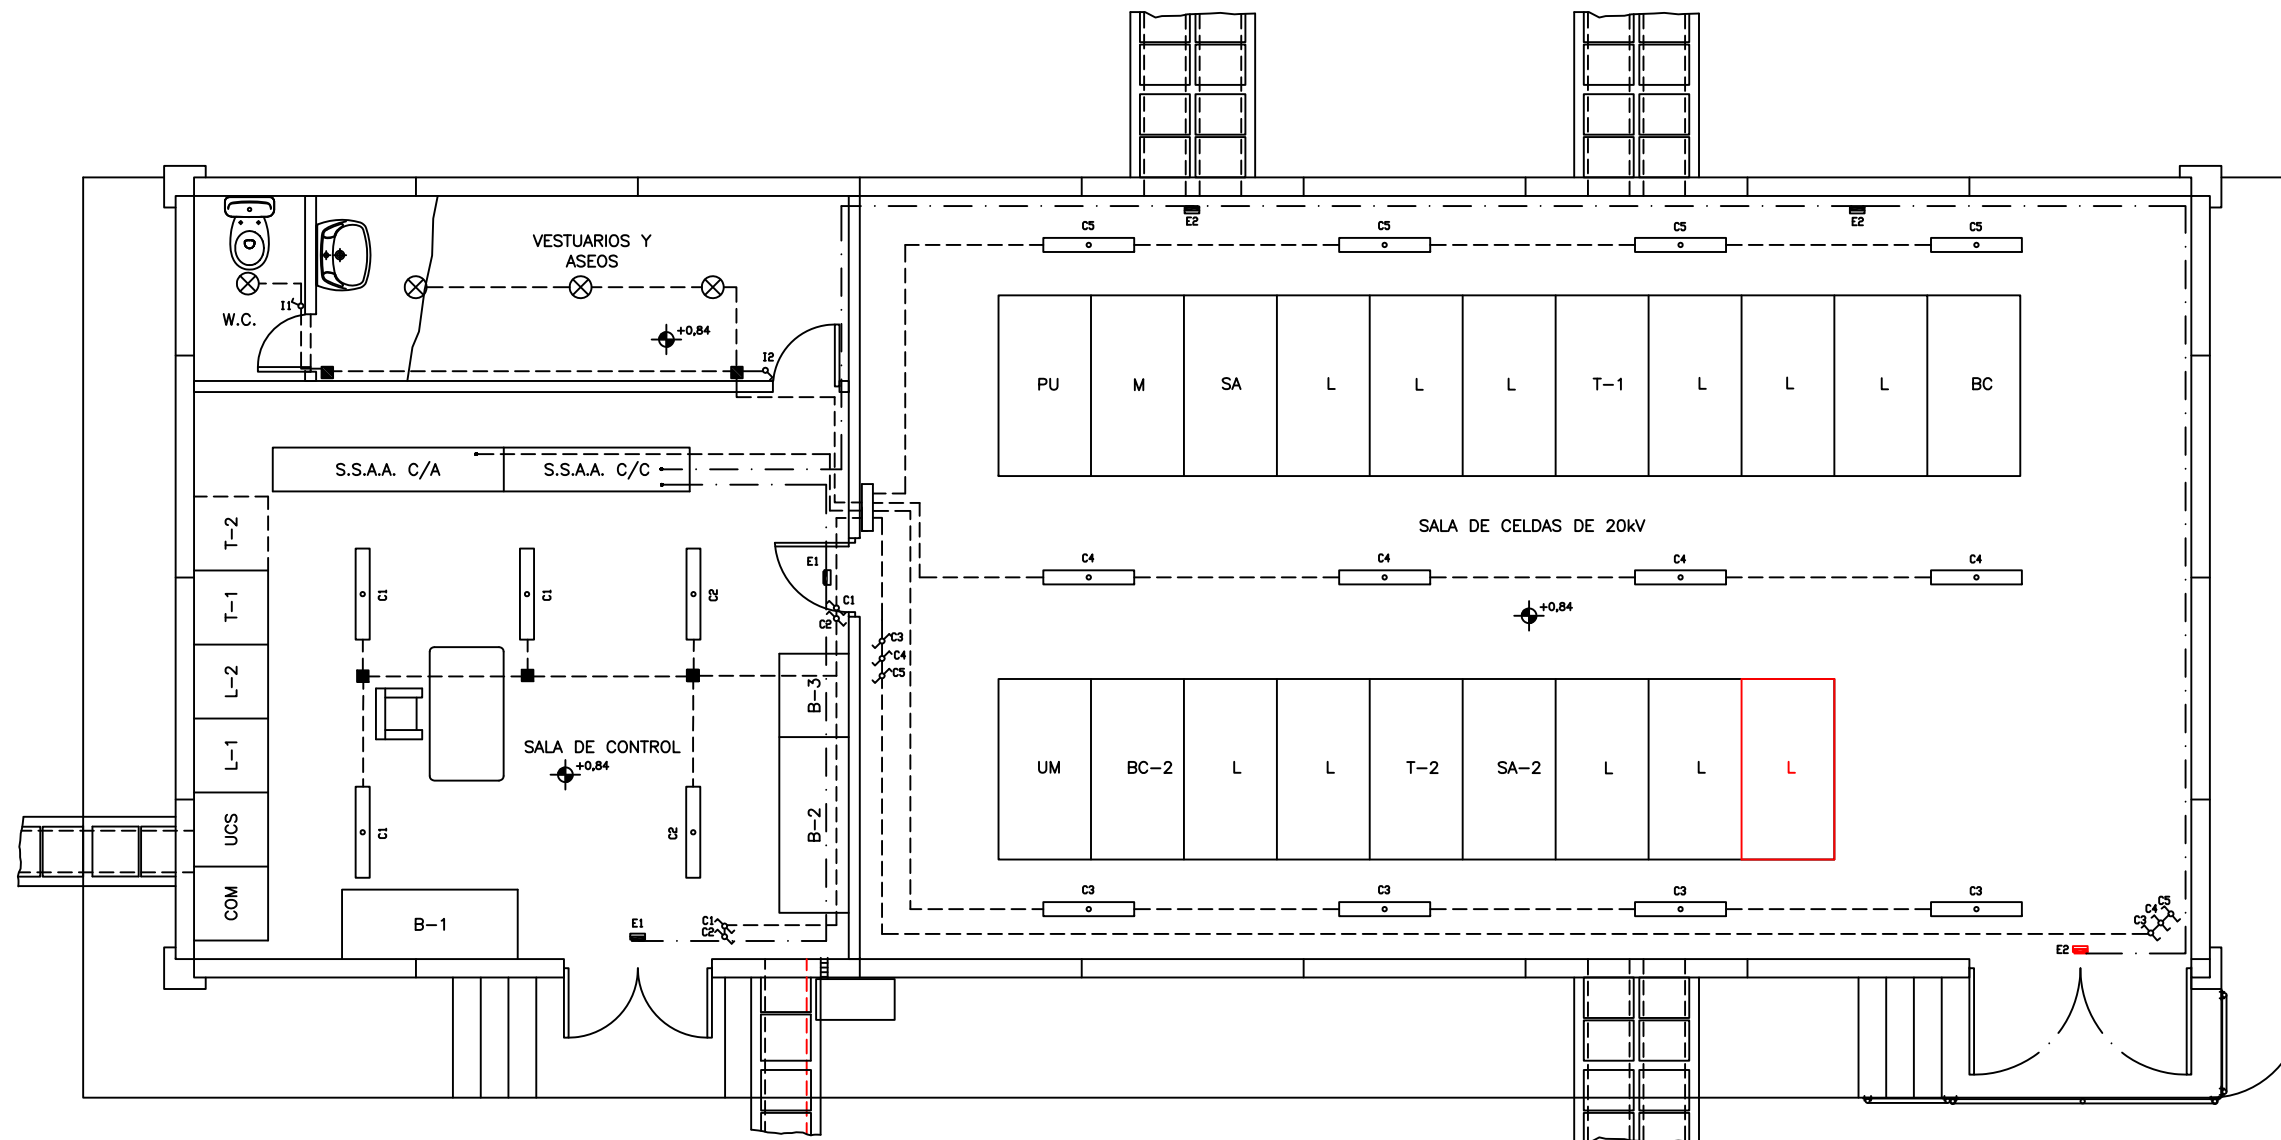 E2
E2
C5
C5
C5
C5
VESTUARIOS Y
ASEOS
I1
W.C.
+0,84
I2
PU
M
SA
L
L
L
T-1
L
L
L
BC
S.S.A.A. C/A
S.S.A.A. C/C
SALA DE CELDAS DE 20kV
T-2
T-1
L-2
L-1
UCS
COM
E1
C4
C4
C4
C4
C1
C1
C2
C1
C2
+0,84
C3
C4
C5
B-3
SALA DE CONTROL
+0,84
UM
BC-2
L
L
T-2
SA-2
L
L
L
C1
C2
B-2
C3
C3
C3
C3
B-1
E1
C1
C2
C5
C4
C3
E2